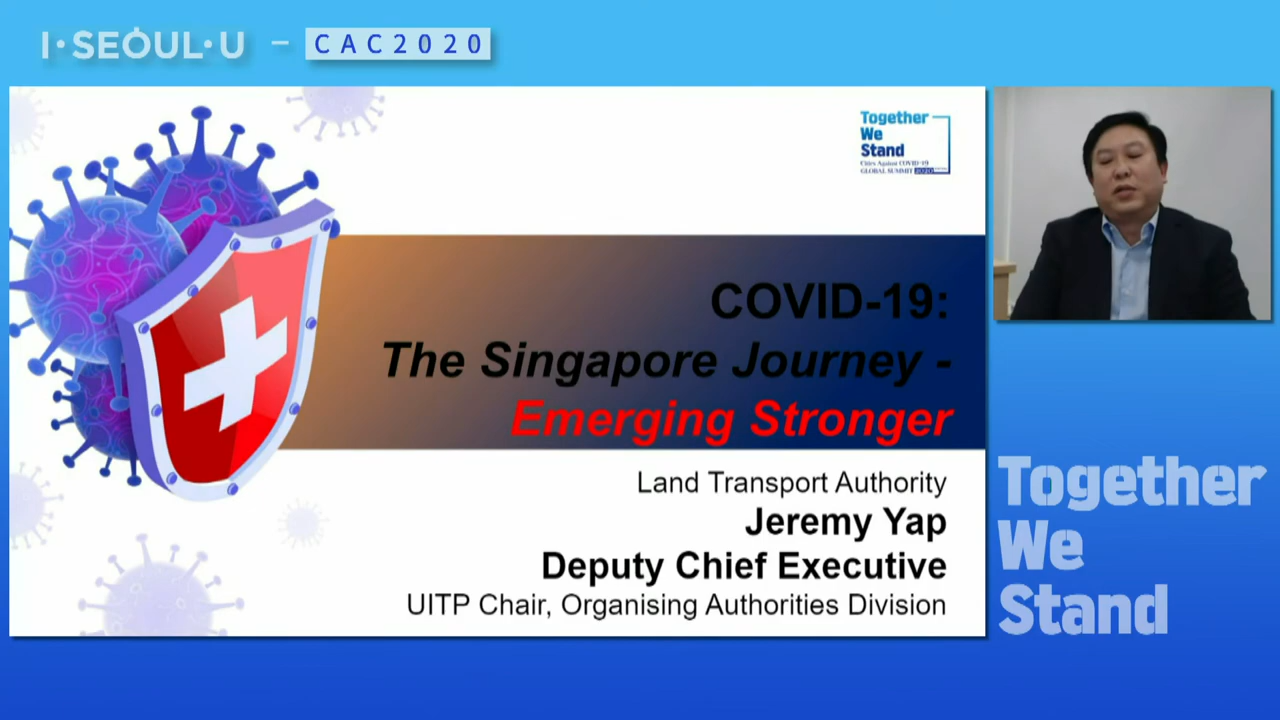 I·SEOUL·U – CAC2020
Together
We
Stand
Cities Against COVID-19
GLOBAL SUMMIT 2020
COVID-19:
The Singapore Journey -
Emerging Stronger
Land Transport Authority
Jeremy Yap
Deputy Chief Executive
UITP Chair, Organising Authorities Division
Together
We
Stand